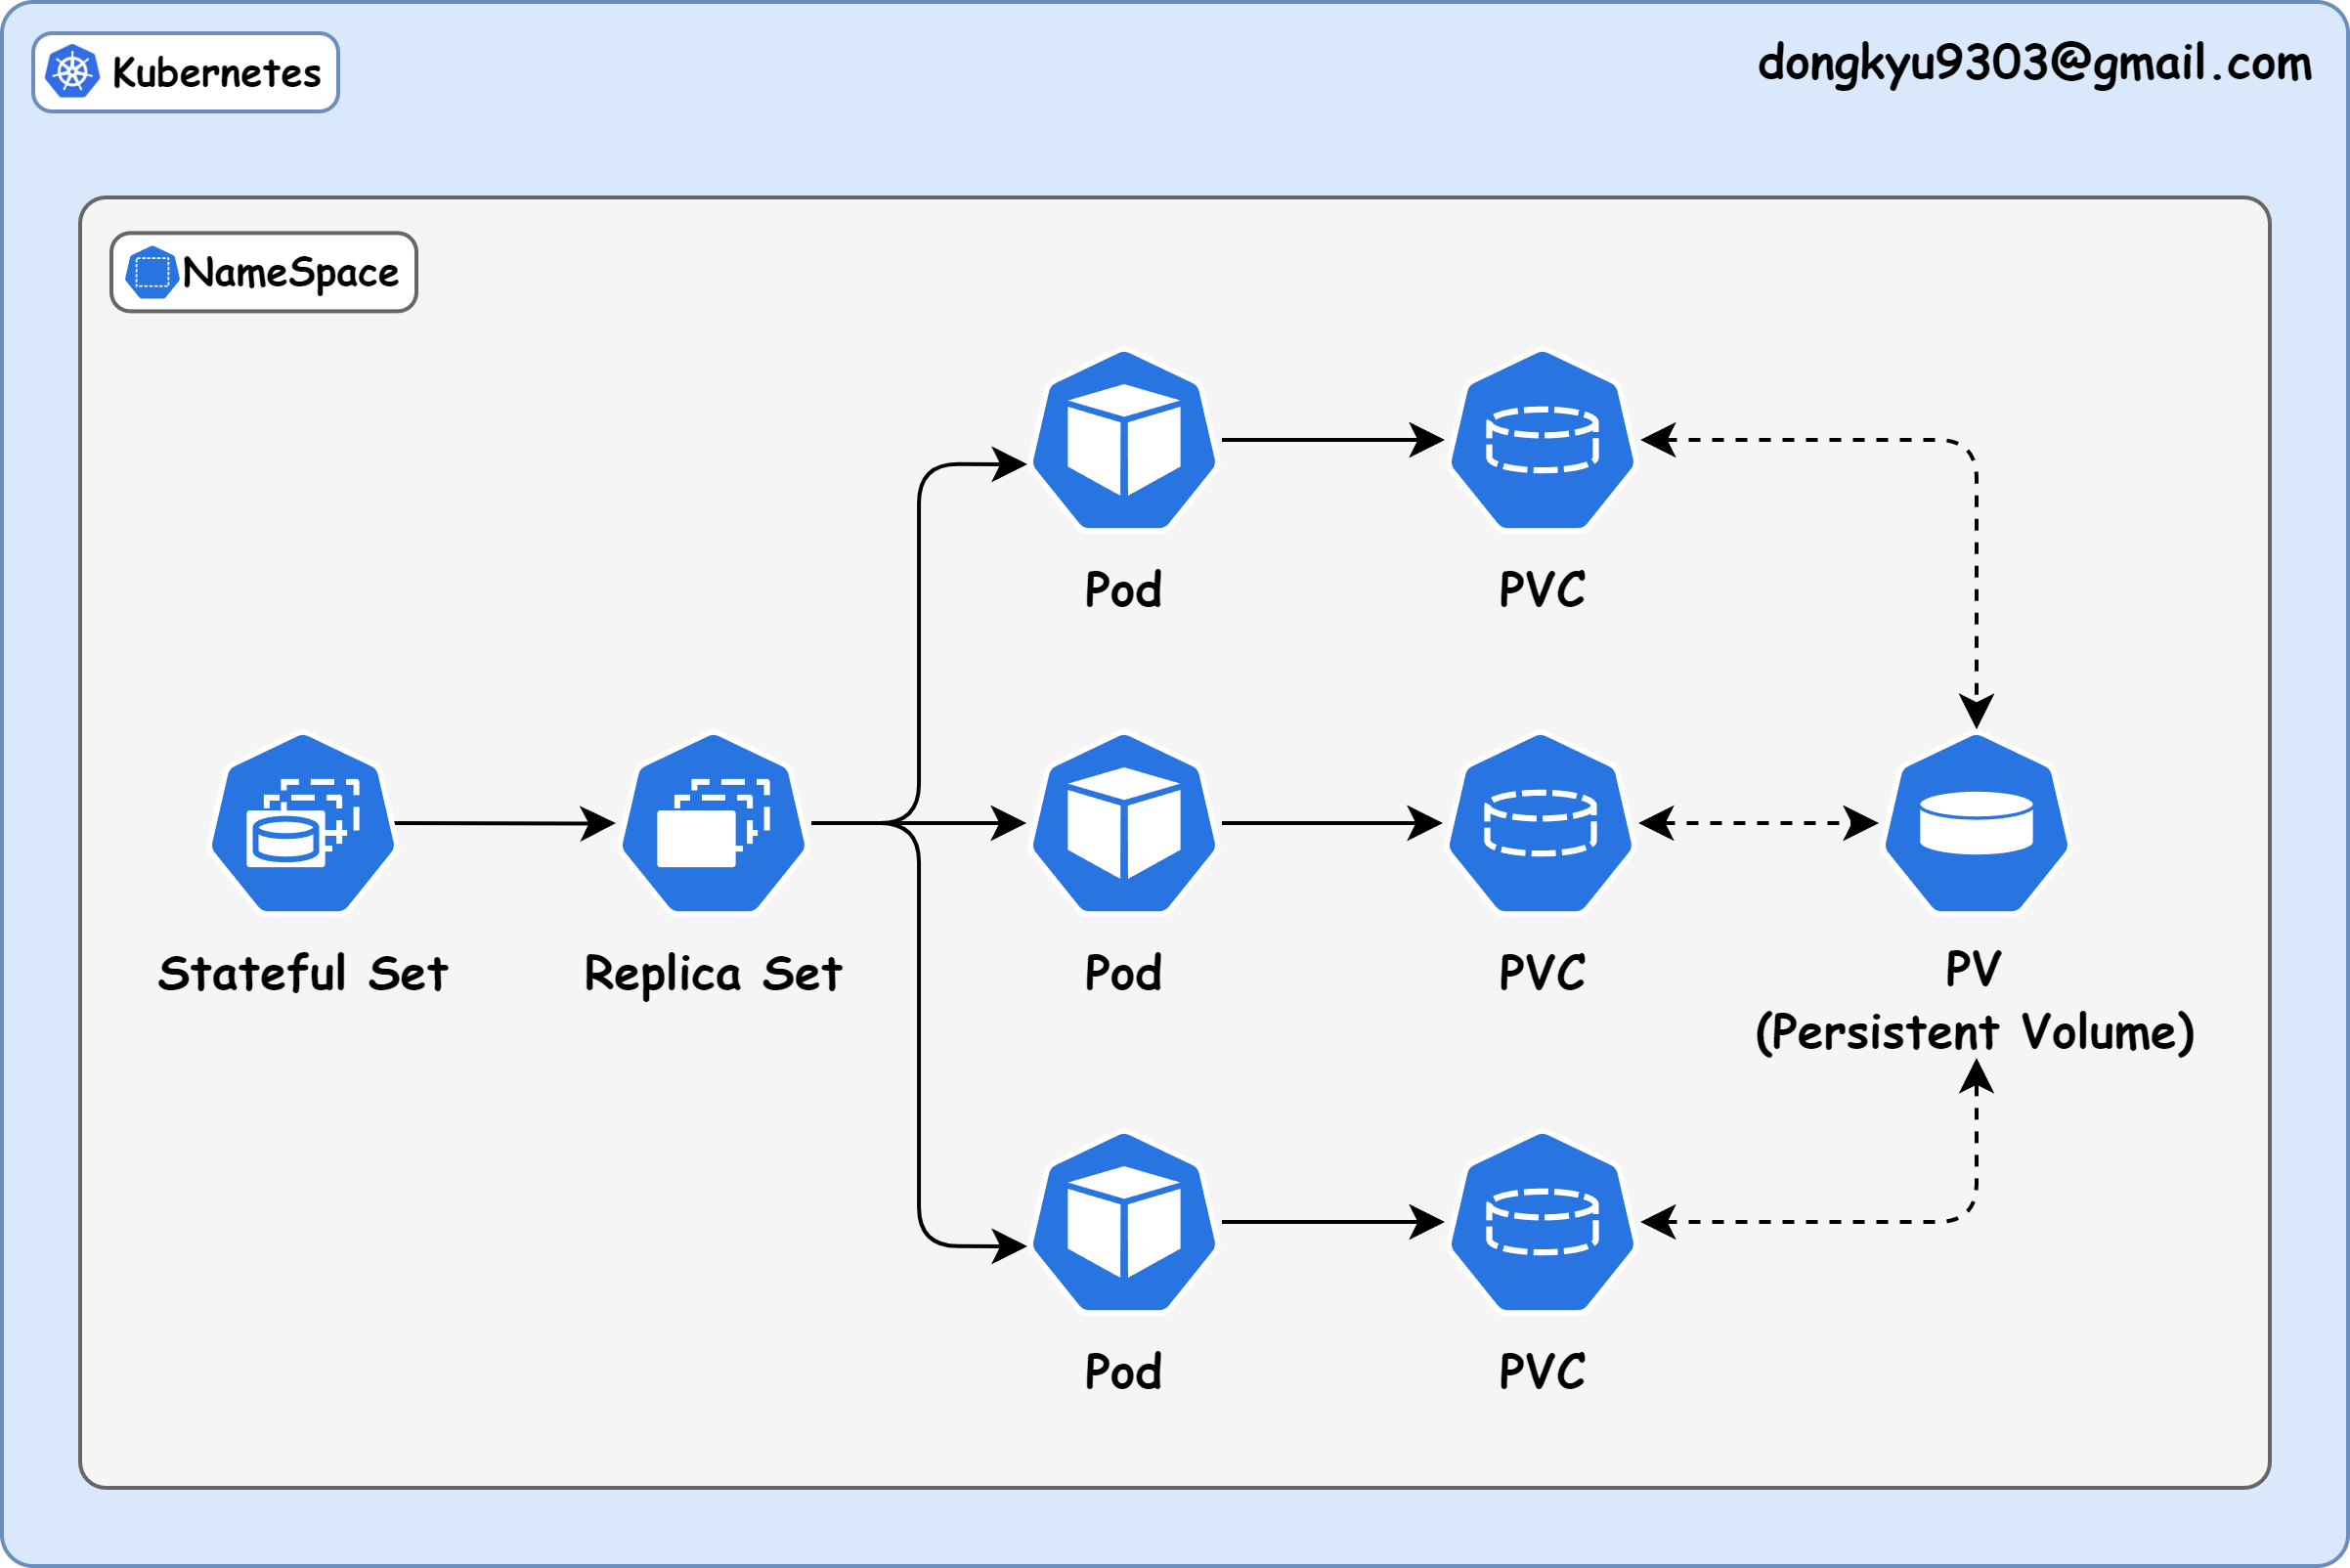 Kubernetes
dongkyu9303@gmail.com
NameSpace
Pod
PVC
Stateful Set
Replica Set
Pod
PVC
PV
(Persistent Volume)
Pod
PVC